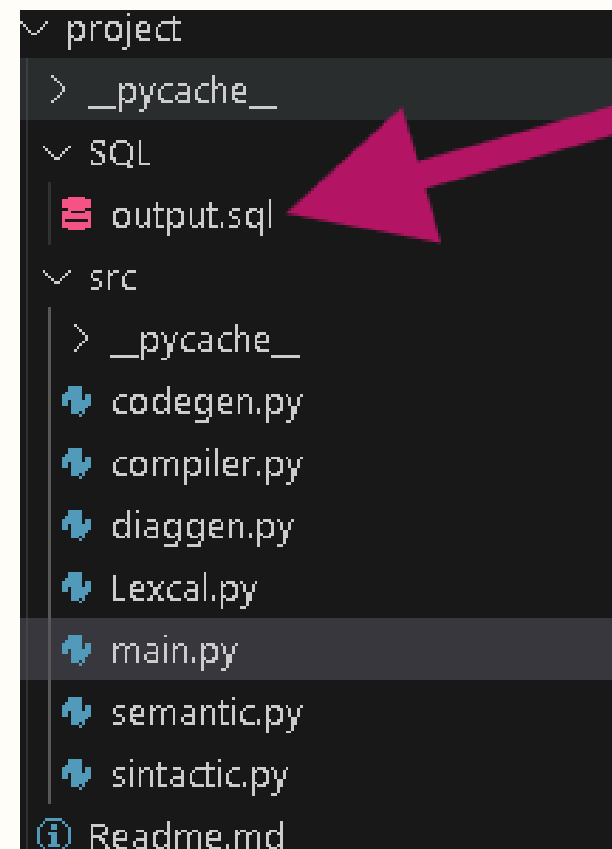 project
__pycache__
SQL
output.sql
src
__pycache__
codegen.py
compiler.py
diaggen.py
Lexcal.py
main.py
semantic.py
sintactic.py
Readme.md